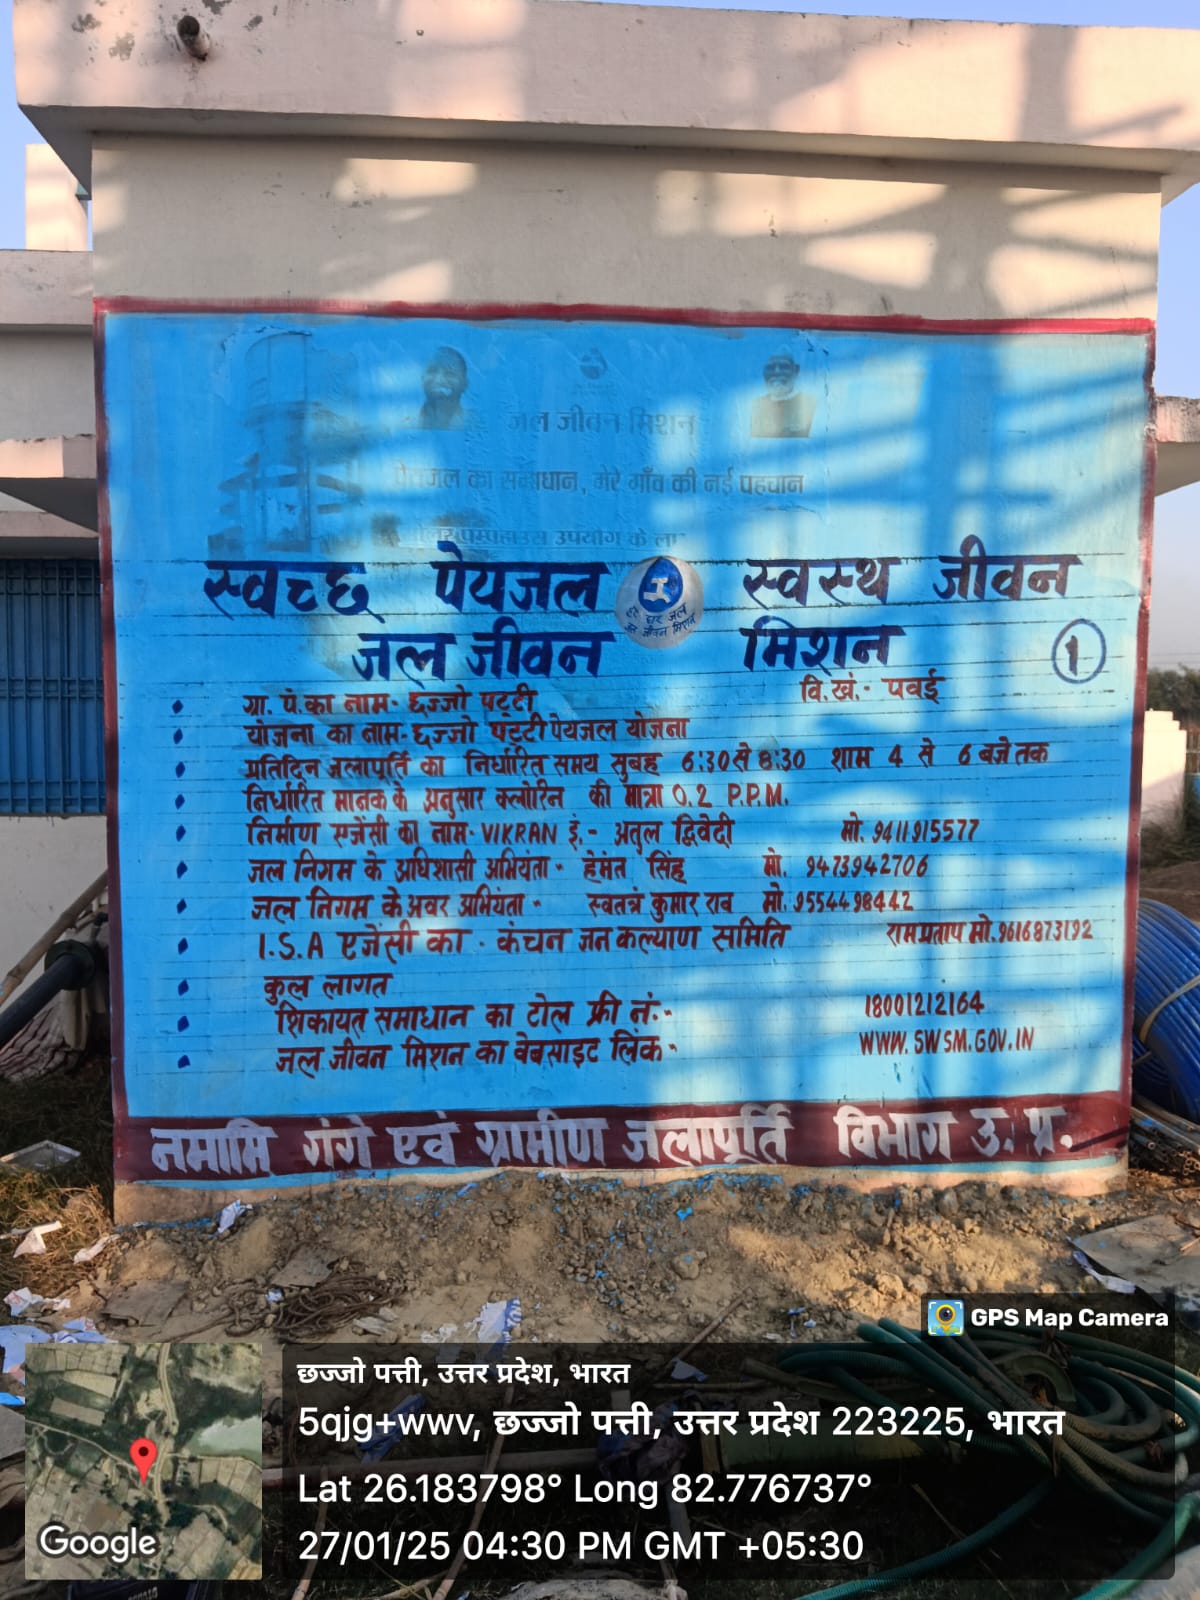 जल जीवन मिशन
पेयजल का समाधान, मेरे गाँव की नई पहचान
उपयोग के
स्वच्छ पेयजल स्वस्थ जीवन
हर घर जल
जल जीवन मिशन
जल जीवन मिशन
1
ग्रा. पं. का नाम- छज्जो पट्टी वि.खं.- पवई
योजना का नाम- छज्जो पट्टी पेयजल योजना
प्रतिदिन जलापूर्ति का निर्धारित समय सुबह 6:30 से 8:30 शाम 4 से 6 बजे तक
निर्धारित मानक के अनुसार क्लोरिन की मात्रा 0.2 P.P.M.
निर्माण एजेंसी का नाम- VIKRAN इं.- अतुल द्विवेदी मो. 9411915577
जल निगम के अधिशासी अभियंता- हेमंत सिंह मो. 9473942706
जल निगम के अवर अभियंता- स्वतत्रं कुमार राव मो. 9554498442
I.S.A एजेंसी का - कंचन जन कल्याण समिति रामप्रताप मो. 9616873192
कुल लागत
शिकायत समाधान का टोल फ्री नं:- 18001212164
जल जीवन मिशन का वेबसाइट लिंक- WWW.SWSM.GOV.IN
नमामि गंगे एवं ग्रामीण जलापूर्ति विभाग उ. प्र.
GPS Map Camera
छज्जो पत्ती, उत्तर प्रदेश, भारत
5qjg+wwv, छज्जो पत्ती, उत्तर प्रदेश 223225, भारत
Lat 26.183798° Long 82.776737°
27/01/25 04:30 PM GMT +05:30
Google